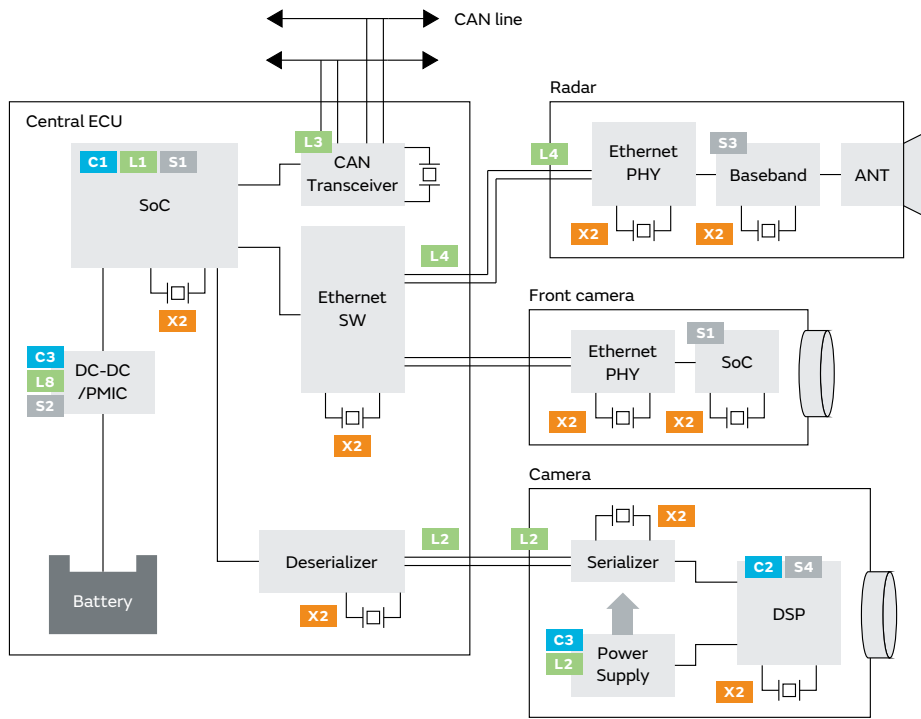 CAN line
Central ECU
C1 L1 S1
SoC
X2
L3
CAN
Transceiver
L4
Ethernet
SW
X2
C3
L8
S2
DC-DC
/PMIC
Battery
Deserializer
X2
L2
Radar
L4
Ethernet
PHY
X2
S3
Baseband
X2
ANT
Front camera
Ethernet
PHY
X2
S1
SoC
X2
Camera
L2
X2
Serializer
C2 S4
DSP
X2
C3
L2
Power
Supply